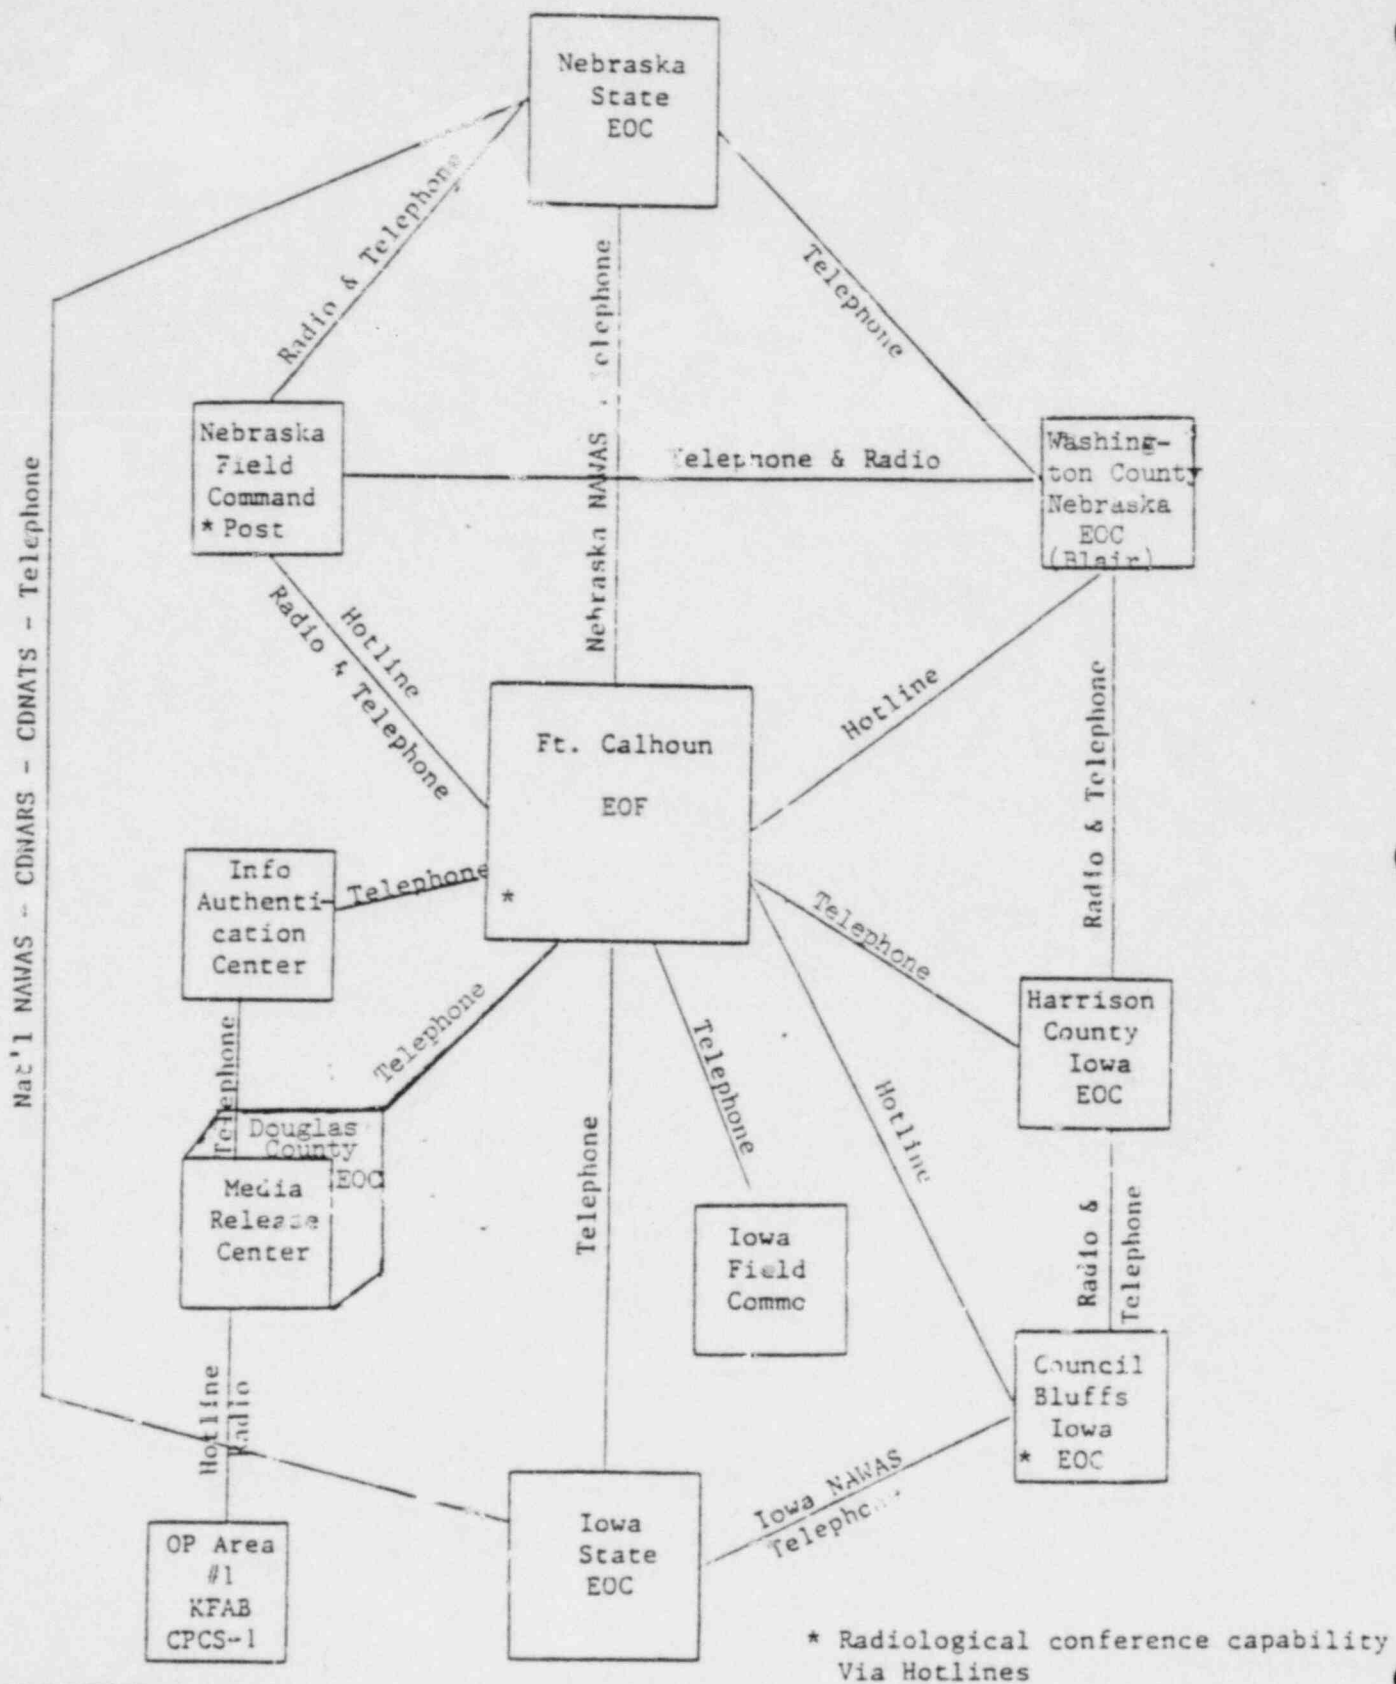 Nebraska
State
EOC
Radio & Telephone
Telephone
Nebraska NAWAS
Nat'l NAWAS - CDNARS - CDNATS - Telephone
Nebraska
Field
Command
* Post
Telephone & Radio
Washing-
ton County
Nebraska
EOC
(Blair)
Hotline
Radio & Telephone
Hotline
Radio & Telephone
Ft. Calhoun
EOF
*
Info
Authenti-
cation
Center
Telephone
Telephone
Harrison
County
Iowa
EOC
Telephone
Telephone
Telephone
Telephone
Hotline
Douglas
County
EOC
Media
Release
Center
Iowa
Field
Commo
Radio &
Telephone
Council
Bluffs
Iowa
* EOC
Hotline
Radio
Iowa NAWAS
OP Area
#1
KFAB
CPCS-1
Iowa
State
EOC
* Radiological conference capability
Via Hotlines